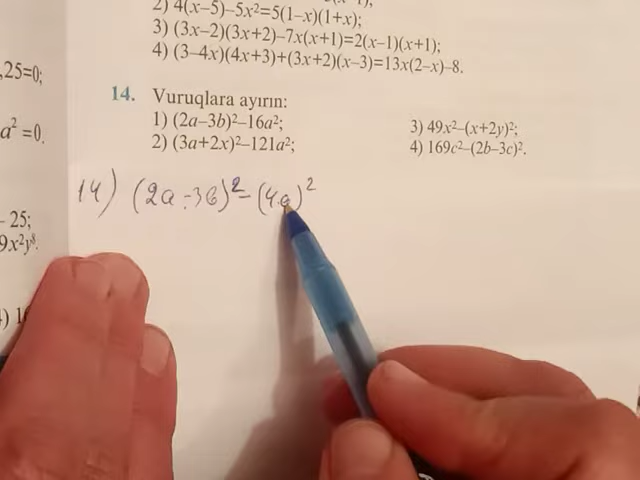 2) 4(x–5)–5x²=5(1–x)(1+x);
3) (3x–2)(3x+2)–7x(x+1)=2(x–1)(x+1);
4) (3–4x)(4x+3)+(3x+2)(x–3)=13x(2–x)–8.
,25=0;
a² =0.
– 25;
9x²y⁸.
14. Vuruqlara ayırın:
1) (2a–3b)²–16a²;
2) (3a+2x)²–121a²;
3) 49x²–(x+2y)²;
4) 169c²–(2b–3c)².
14) (2a-3b)²-(4a)²